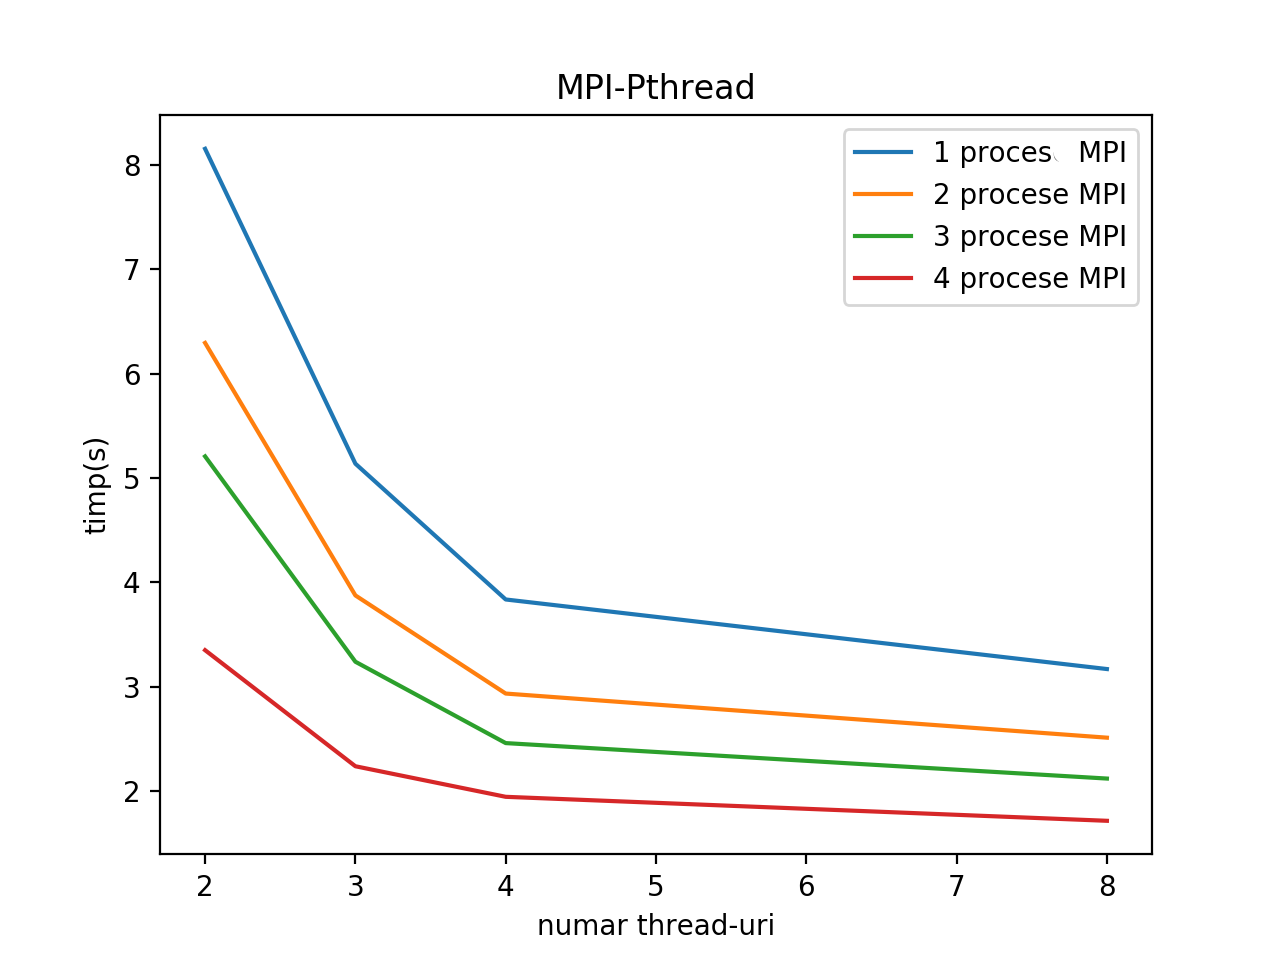 MPI-Pthread
1 proces MPI
2 procese MPI
3 procese MPI
4 procese MPI
8
7
6
5
4
3
2
timp(s)
2 3 4 5 6 7 8
numar thread-uri